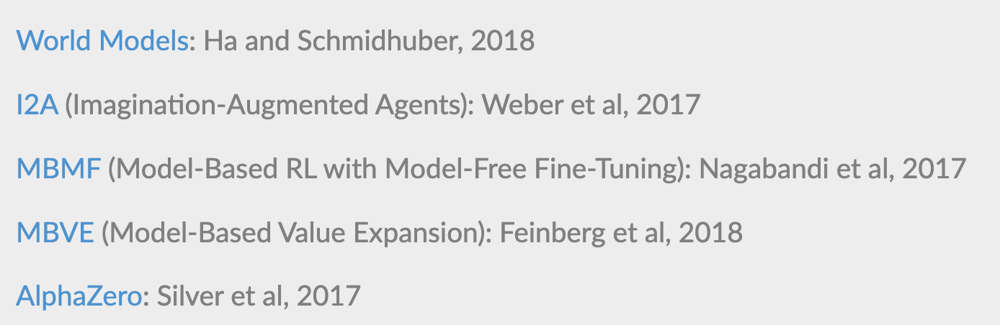 World Models: Ha and Schmidhuber, 2018
I2A (Imagination-Augmented Agents): Weber et al, 2017
MBMF (Model-Based RL with Model-Free Fine-Tuning): Nagabandi et al, 2017
MBVE (Model-Based Value Expansion): Feinberg et al, 2018
AlphaZero: Silver et al, 2017